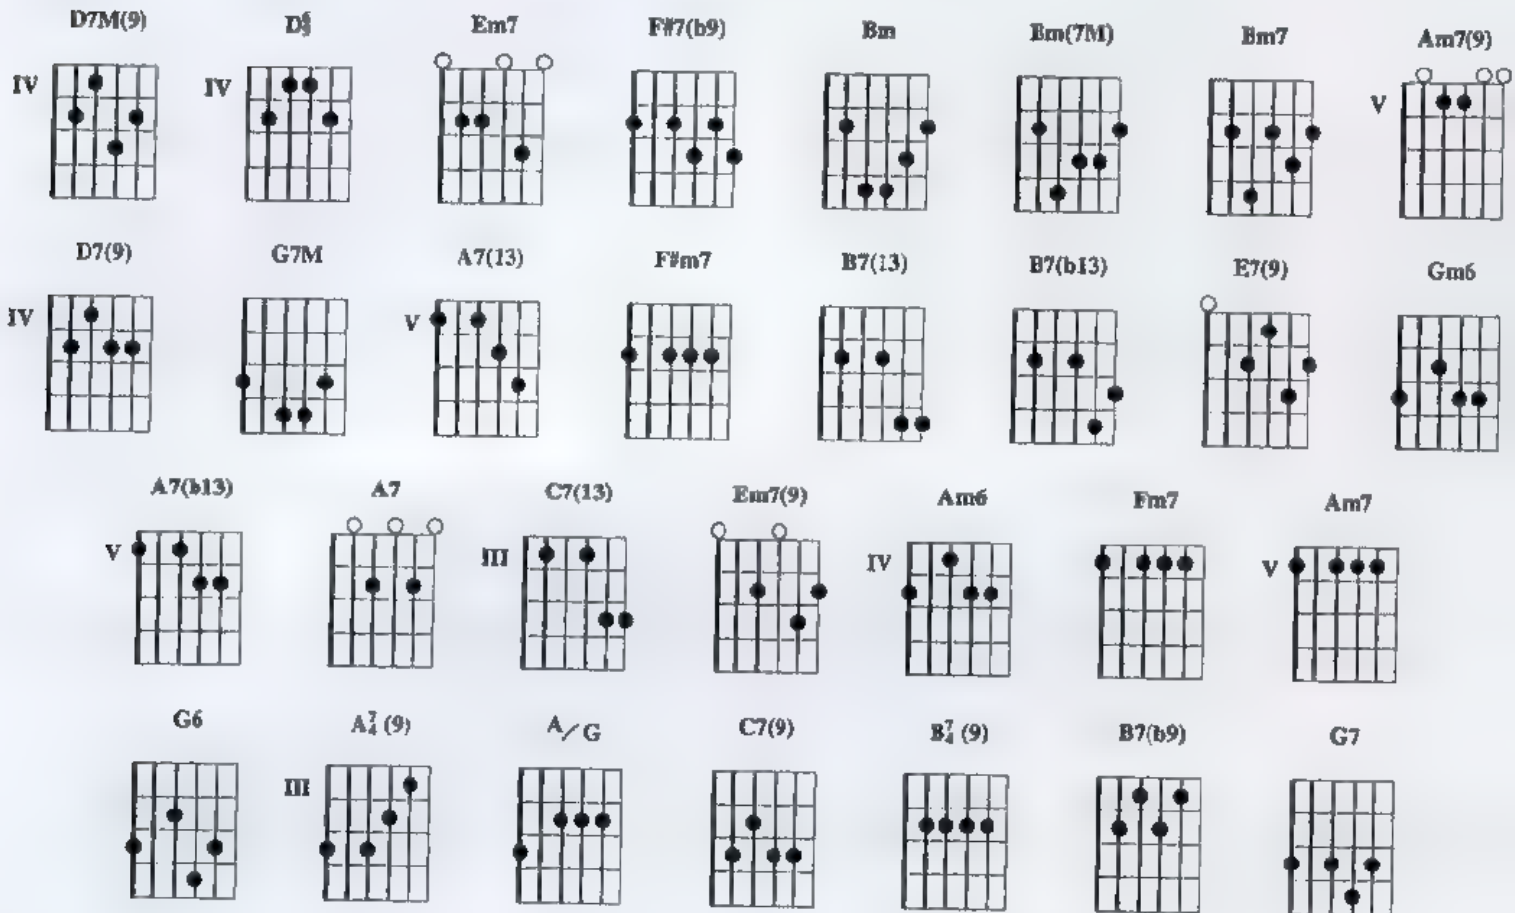 D7M(9) D6/9 Em7 F#7(b9) Bm Bm(7M) Bm7 Am7(9)
IV IV V
D7(9) G7M A7(13) F#m7 B7(13) B7(b13) E7(9) Gm6
IV V
A7(b13) A7 C7(13) Em7(9) Am6 Fm7 Am7
V III IV V
G6 A7/4 (9) A/G C7(9) B7/4 (9) B7(b9) G7
III